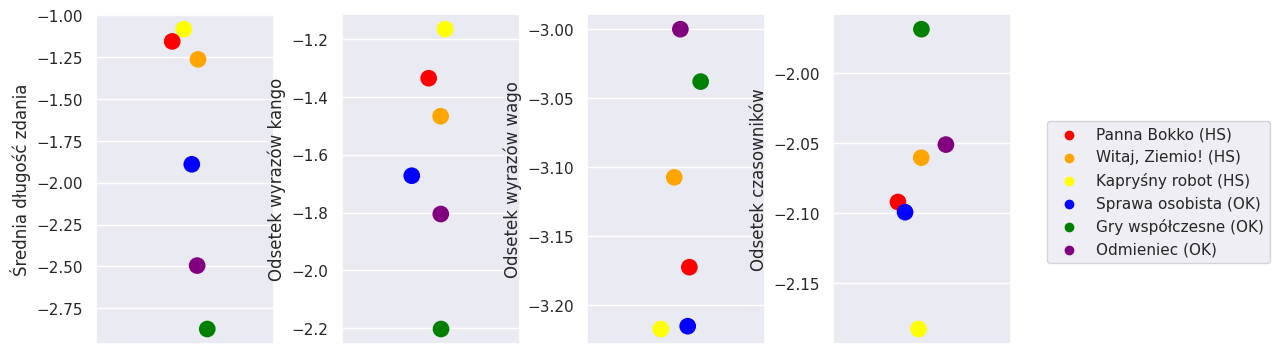 Średnia długość zdania
−1.00
−1.25
−1.50
−1.75
−2.00
−2.25
−2.50
−2.75
Odsetek wyrazów kango
−1.2
−1.4
−1.6
−1.8
−2.0
−2.2
Odsetek wyrazów wago
−3.00
−3.05
−3.10
−3.15
−3.20
Odsetek czasowników
−2.00
−2.05
−2.10
−2.15
Panna Bokko (HS)
Witaj, Ziemio! (HS)
Kapryśny robot (HS)
Sprawa osobista (OK)
Gry współczesne (OK)
Odmieniec (OK)